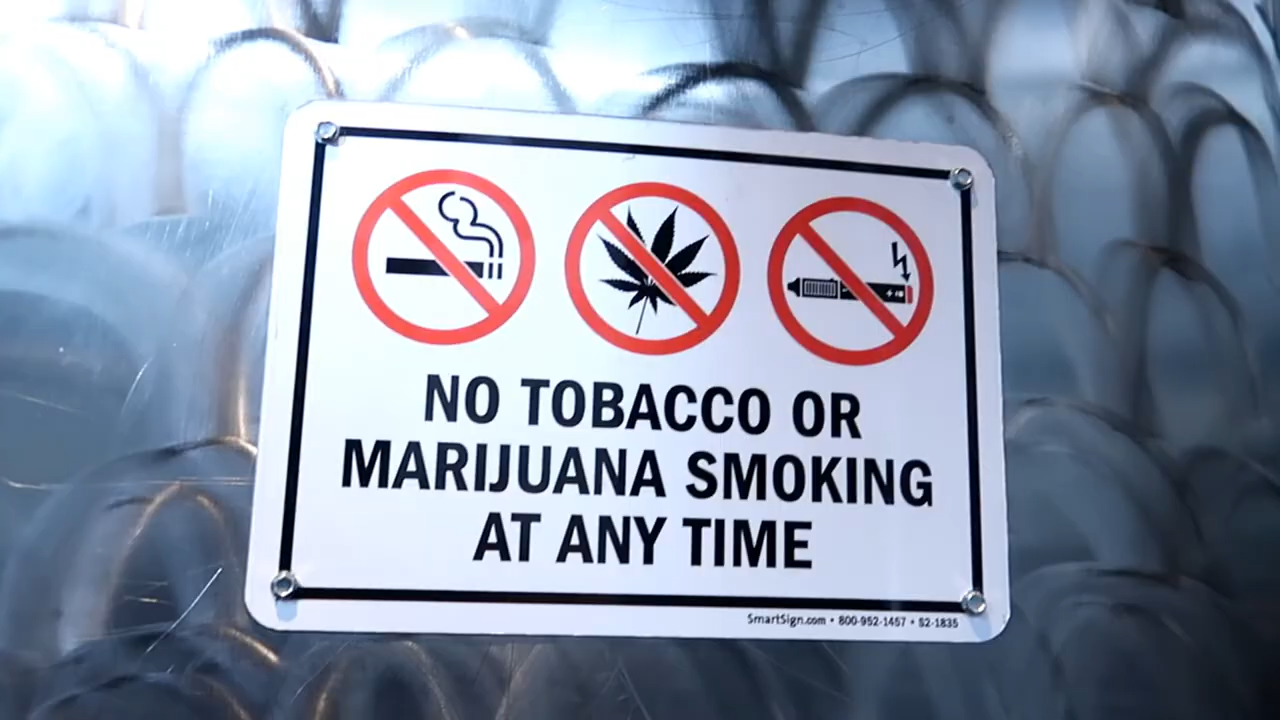 NO TOBACCO OR
MARIJUANA SMOKING
AT ANY TIME
SmartSign.com • 800-952-1457 • S2-1835